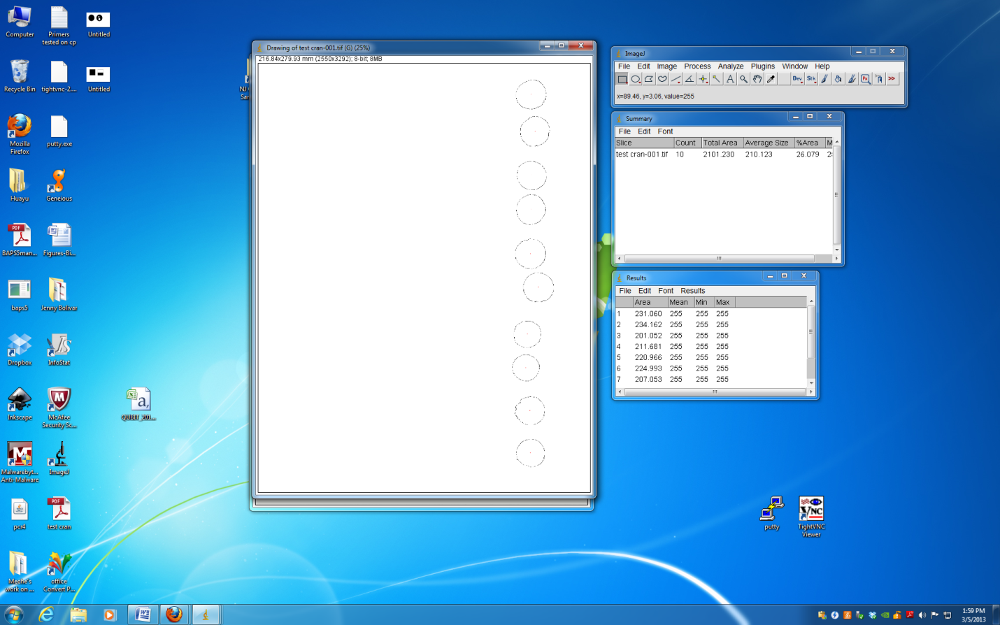 Computer
Primers tested on cp
Untitled
Recycle Bin
tightvnc-2....
Untitled
Mozilla Firefox
putty.exe
Huayu
Geneious
BAPS5man...
Figures-Bi...
baps5
Jenny Bolivar
Dropbox
InfoStat
Inkscape
McAfee Security Sc...
QUBIT_201...
Malwarebyt... Anti-Malware
ImageJ
pcr4
test cran
Meche's work on ...
office Convert P...
NJ
San
Drawing of test cran-001.tif (G) (25%)
216.84x279.93 mm (2550x3292); 8-bit; 8MB
ImageJ
File Edit Image Process Analyze Plugins Window Help
Dev Stk >>
x=89.46, y=3.06, value=255
Summary
File Edit Font
Slice Count Total Area Average Size %Area M
test cran-001.tif 10 2101.230 210.123 26.079
Results
File Edit Font Results
Area Mean Min Max
1 231.060 255 255 255
2 234.162 255 255 255
3 201.052 255 255 255
4 211.681 255 255 255
5 220.966 255 255 255
6 224.993 255 255 255
7 207.053 255 255 255
putty
TightVNC Viewer
1:59 PM
3/5/2013